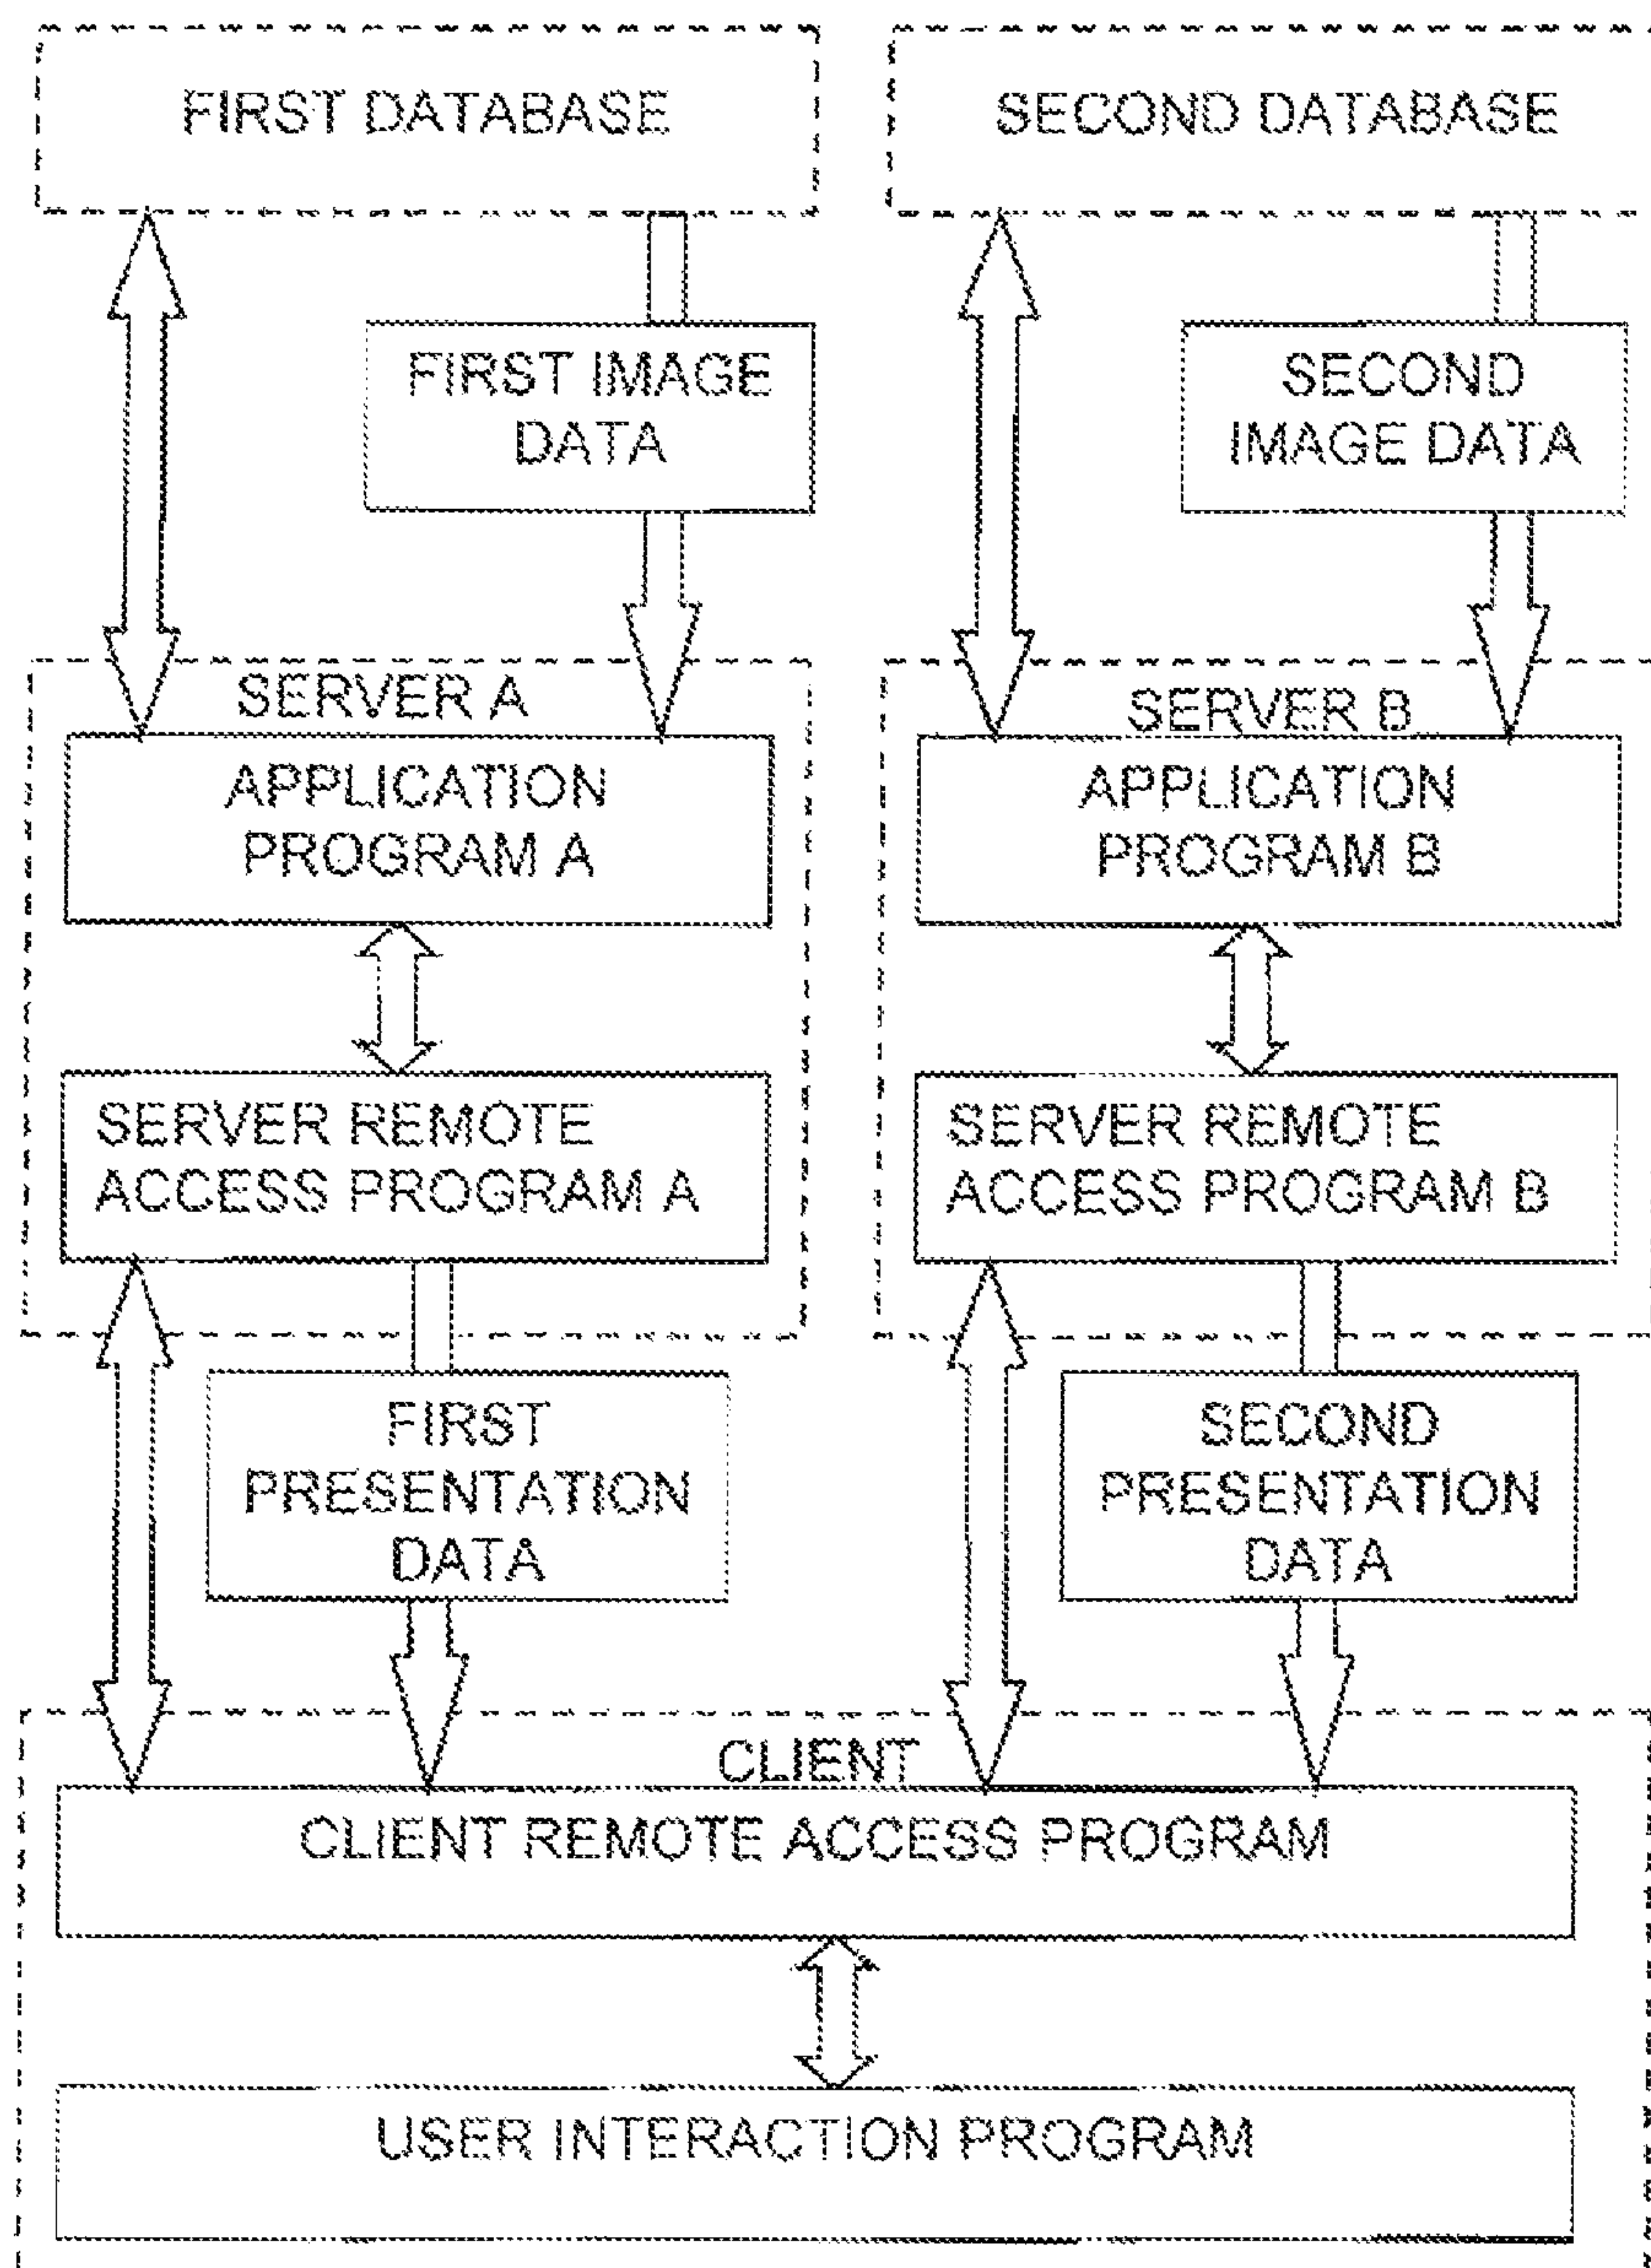 FIRST DATABASE
SECOND DATABASE
FIRST IMAGE
DATA
SECOND
IMAGE DATA
SERVER A
SERVER B
APPLICATION
PROGRAM A
APPLICATION
PROGRAM B
SERVER REMOTE
ACCESS PROGRAM A
SERVER REMOTE
ACCESS PROGRAM B
FIRST
PRESENTATION
DATA
SECOND
PRESENTATION
DATA
CLIENT
CLIENT REMOTE ACCESS PROGRAM
USER INTERACTION PROGRAM